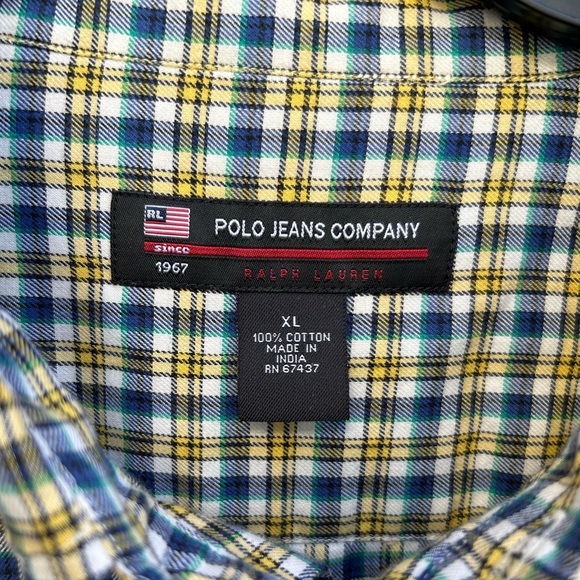 RL
POLO JEANS COMPANY
since
1967
RALPH LAUREN
XL
100% COTTON
MADE IN
INDIA
RN 67437